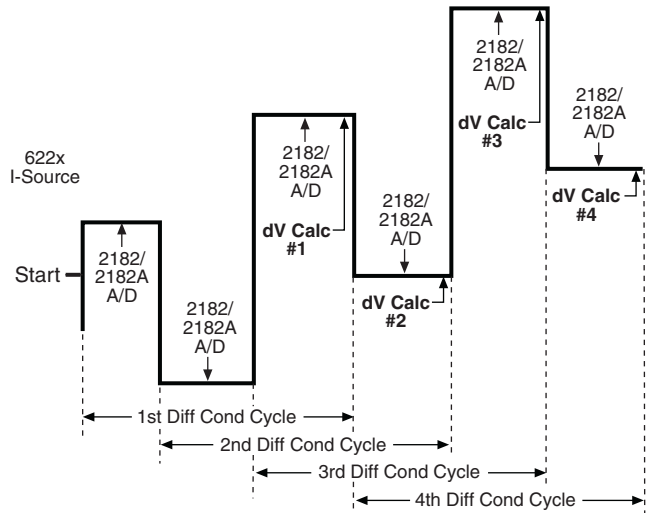 2182/
2182A
A/D
dV Calc
#3
2182/
2182A
A/D
dV Calc
#4
622x
I-Source
2182/
2182A
A/D
dV Calc
#1
2182/
2182A
A/D
dV Calc
#2
Start
2182/
2182A
A/D
2182/
2182A
A/D
1st Diff Cond Cycle
2nd Diff Cond Cycle
3rd Diff Cond Cycle
4th Diff Cond Cycle